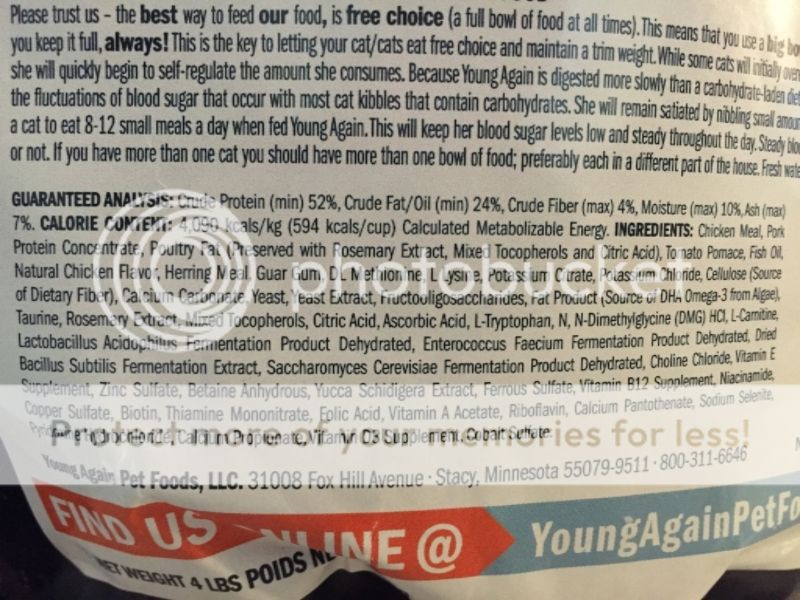 Please trust us - the best way to feed our food, is free choice (a full bowl of food at all times). This means that you use a big
you keep it full, always! This is the key to letting your cat/cats eat free choice and maintain a trim weight. While some cats will initially
she will quickly begin to self-regulate the amount she consumes. Because Young Again is digested more slowly than a carbohydrate-laden
the fluctuations of blood sugar that occur with most cat kibbles that contain carbohydrates. She will remain satiated by nibbling small
a cat to eat 8-12 small meals a day when fed Young Again. This will keep her blood sugar levels low and steady throughout the day. Steady
or not. If you have more than one cat you should have more than one bowl of food; preferably each in a different part of the house. Fresh
GUARANTEED ANALYSIS: Crude Protein (min) 52%, Crude Fat/Oil (min) 24%, Crude Fiber (max) 4%, Moisture (max) 10%, Ash (max)
7%. CALORIE CONTENT: 4,090 kcals/kg (594 kcals/cup) Calculated Metabolizable Energy. INGREDIENTS: Chicken Meal, Pork
Protein Concentrate, Poultry Fat (Preserved with Rosemary Extract, Mixed Tocopherols and Citric Acid), Tomato Pomace, Fish Oil,
Natural Chicken Flavor, Herring Meal, Guar Gum, DL Methionine, L Lysine, Potassium Citrate, Potassium Chloride, Cellulose (Source
of Dietary Fiber), Calcium Carbonate, Yeast, Yeast Extract, Fructooligosaccharides, Fat Product (Source of DHA Omega-3 from Algae),
Taurine, Rosemary Extract, Mixed Tocopherols, Citric Acid, Ascorbic Acid, L-Tryptophan, N, N-Dimethylglycine (DMG) HCl, L-Carnitine,
Lactobacillus Acidophilus Fermentation Product Dehydrated, Enterococcus Faecium Fermentation Product Dehydrated, Dried
Bacillus Subtilis Fermentation Extract, Saccharomyces Cerevisiae Fermentation Product Dehydrated, Choline Chloride, Vitamin E
Supplement, Zinc Sulfate, Betaine Anhydrous, Yucca Schidigera Extract, Ferrous Sulfate, Vitamin B12 Supplement, Niacinamide,
Copper Sulfate, Biotin, Thiamine Mononitrate, Folic Acid, Vitamin A Acetate, Riboflavin, Calcium Pantothenate, Sodium Selenite,
Pyridoxine Hydrochloride, Calcium Propionate, Vitamin D3 Supplement, Cobalt Sulfate.
photobucket
Protect more of your memories for less!
Young Again Pet Foods, LLC. 31008 Fox Hill Avenue · Stacy, Minnesota 55079-9511 · 800-311-6646
FIND US @ YoungAgainPetFo
NET WEIGHT 4 LBS POIDS NE